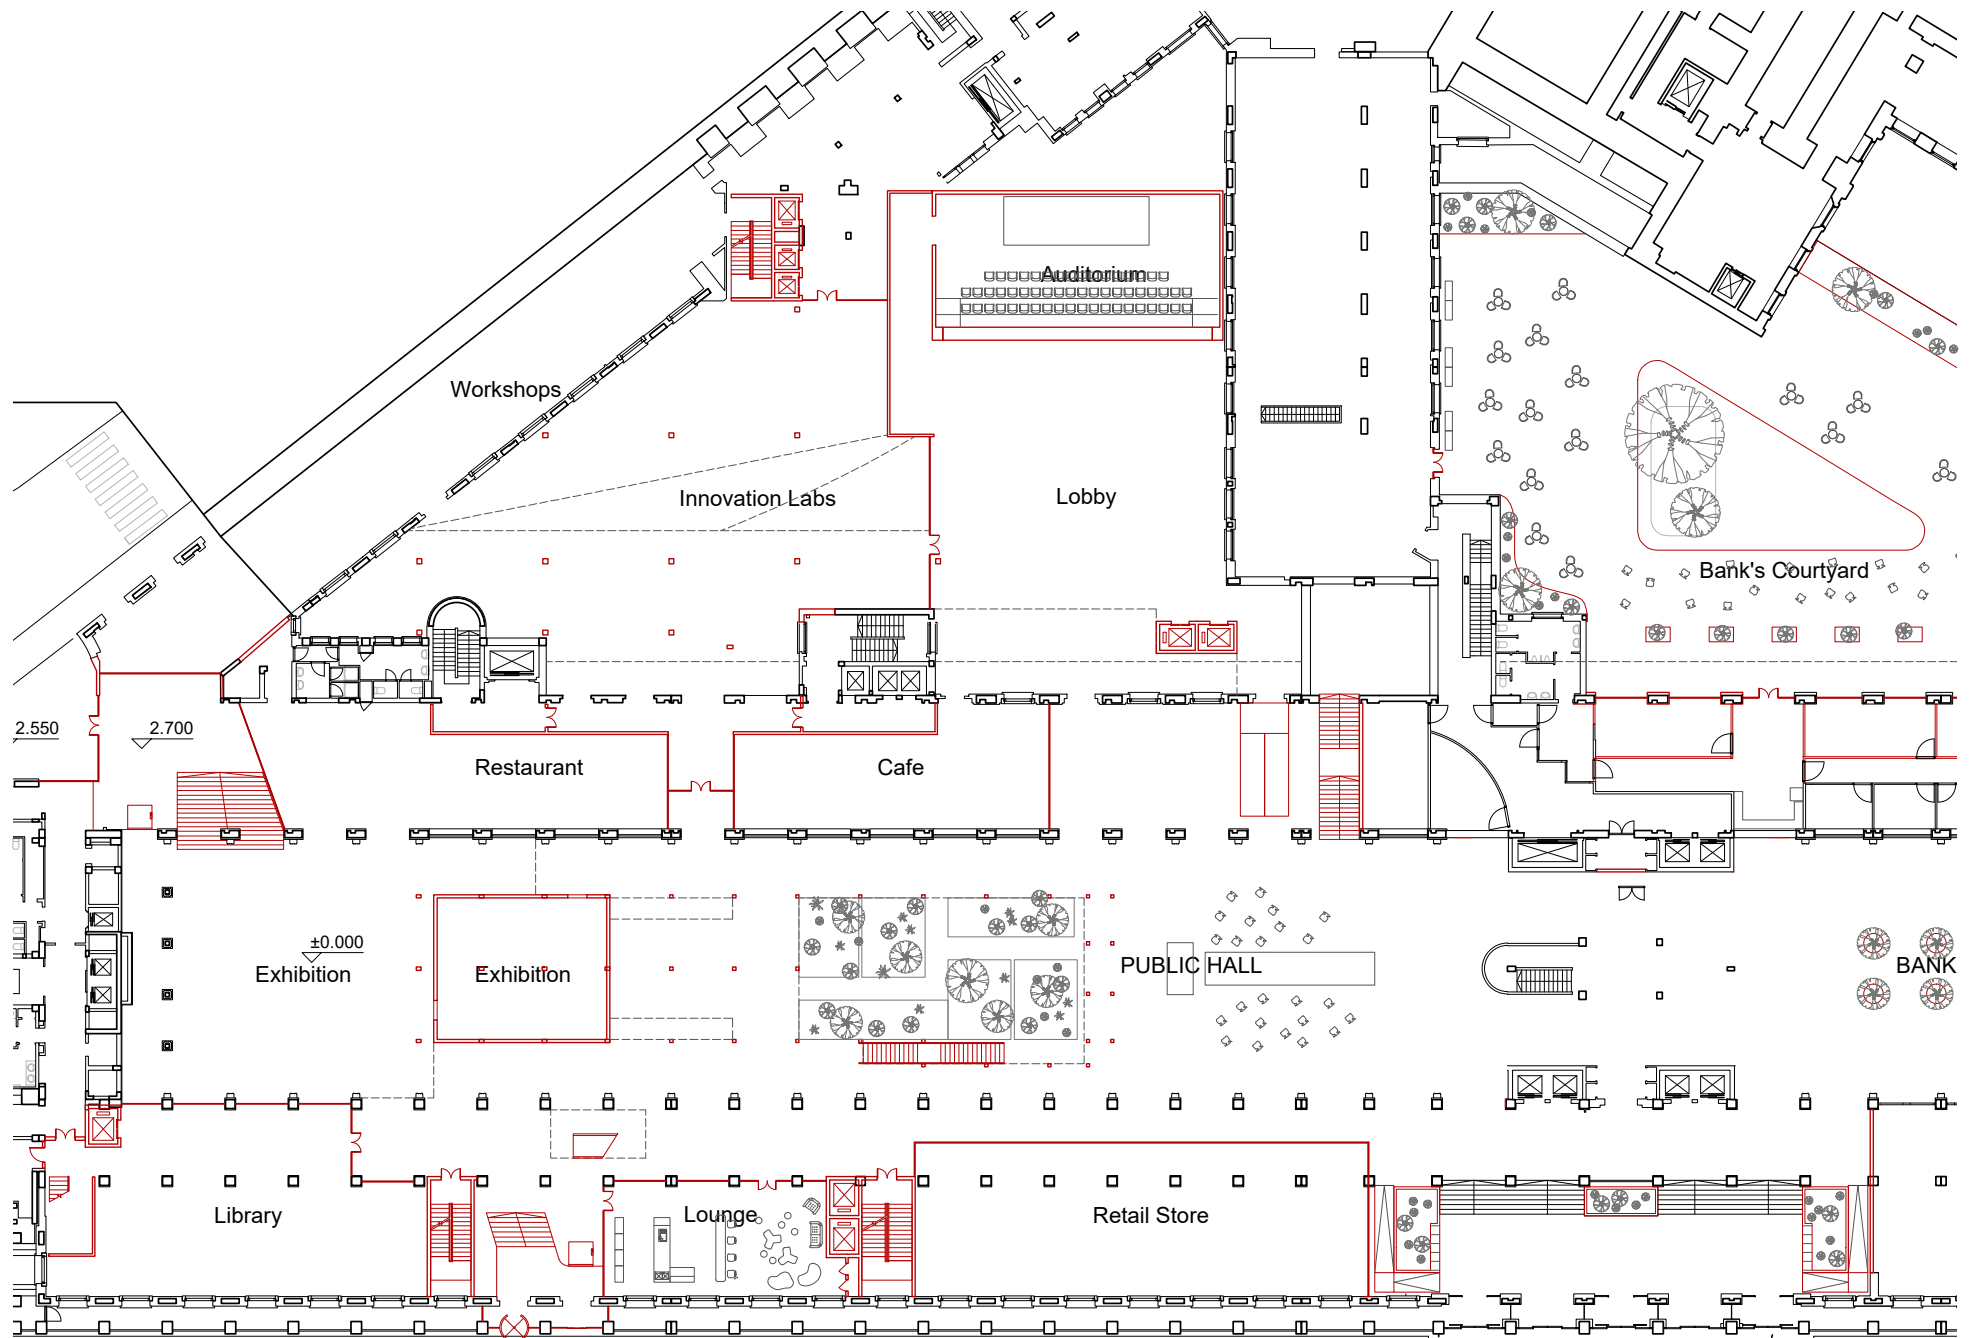 Auditorium
Workshops
Innovation Labs
Lobby
Bank's Courtyard
2.550
2.700
Restaurant
Cafe
±0.000
Exhibition
Exhibition
PUBLIC HALL
BANK
Library
Lounge
Retail Store